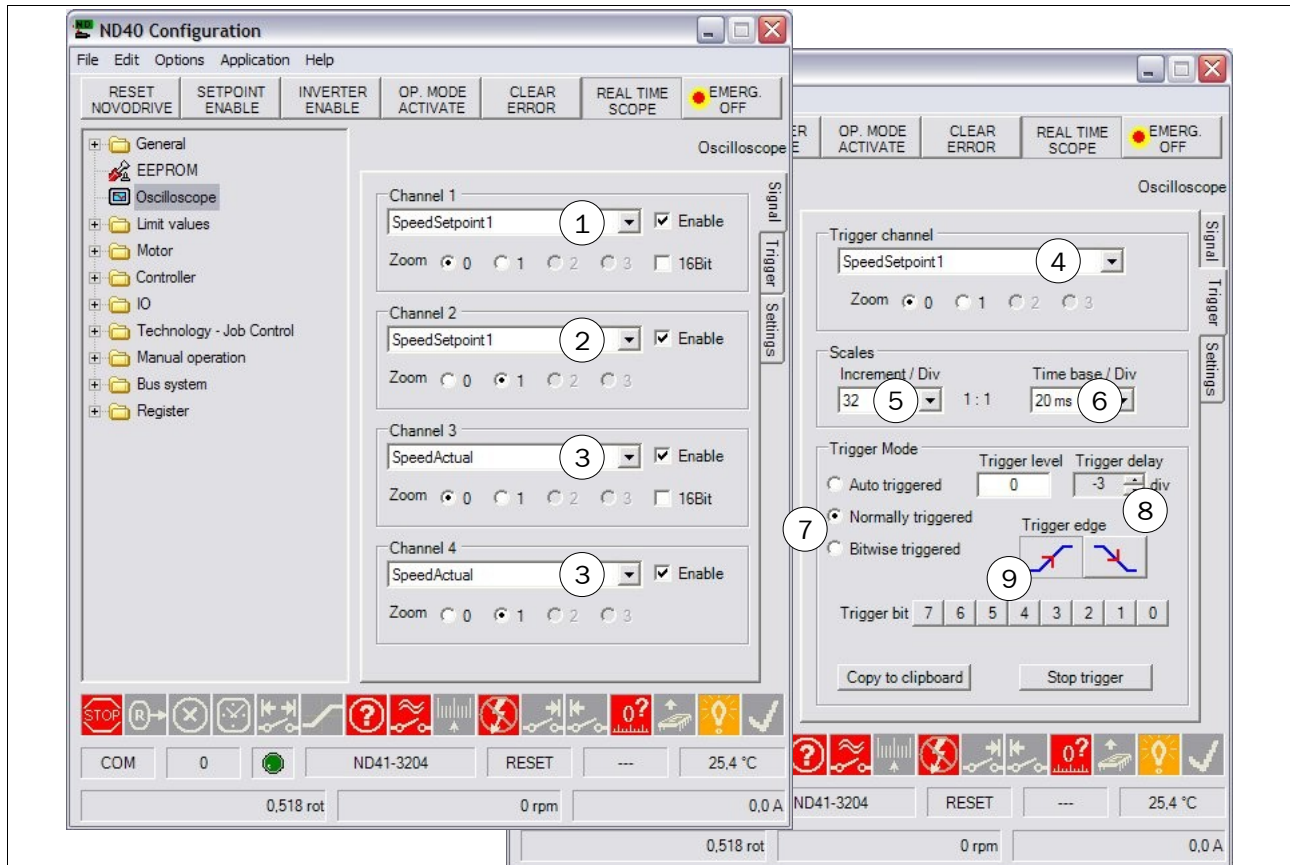 ND40 Configuration
File Edit Options Application Help
RESET NOVODRIVE
SETPOINT ENABLE
INVERTER ENABLE
OP. MODE ACTIVATE
CLEAR ERROR
REAL TIME SCOPE
EMERG. OFF
General
EEPROM
Oscilloscope
Limit values
Motor
Controller
IO
Technology - Job Control
Manual operation
Bus system
Register
Oscilloscope
Signal
Trigger
Settings
Channel 1
SpeedSetpoint1 1 Enable
Zoom 0 1 2 3 16Bit
Channel 2
SpeedSetpoint1 2 Enable
Zoom 0 1 2 3
Channel 3
SpeedActual 3 Enable
Zoom 0 1 2 3 16Bit
Channel 4
SpeedActual 3 Enable
Zoom 0 1 2 3
STOP R ? 0?
COM 0 ND41-3204 RESET --- 25,4 °C
0,518 rot 0 rpm 0,0 A
ER
E
OP. MODE ACTIVATE
CLEAR ERROR
REAL TIME SCOPE
EMERG. OFF
Oscilloscope
Signal
Trigger
Settings
Trigger channel
SpeedSetpoint1 4
Zoom 0 1 2 3
Scales
Increment / Div Time base / Div
32 5 1 : 1 20 ms 6
Trigger Mode
Trigger level Trigger delay
Auto triggered 0 -3 div
7 Normally triggered 8
Trigger edge
Bitwise triggered
9
Trigger bit 7 6 5 4 3 2 1 0
Copy to clipboard Stop trigger
? 0?
ND41-3204 RESET --- 25,4 °C
0,518 rot 0 rpm 0,0 A